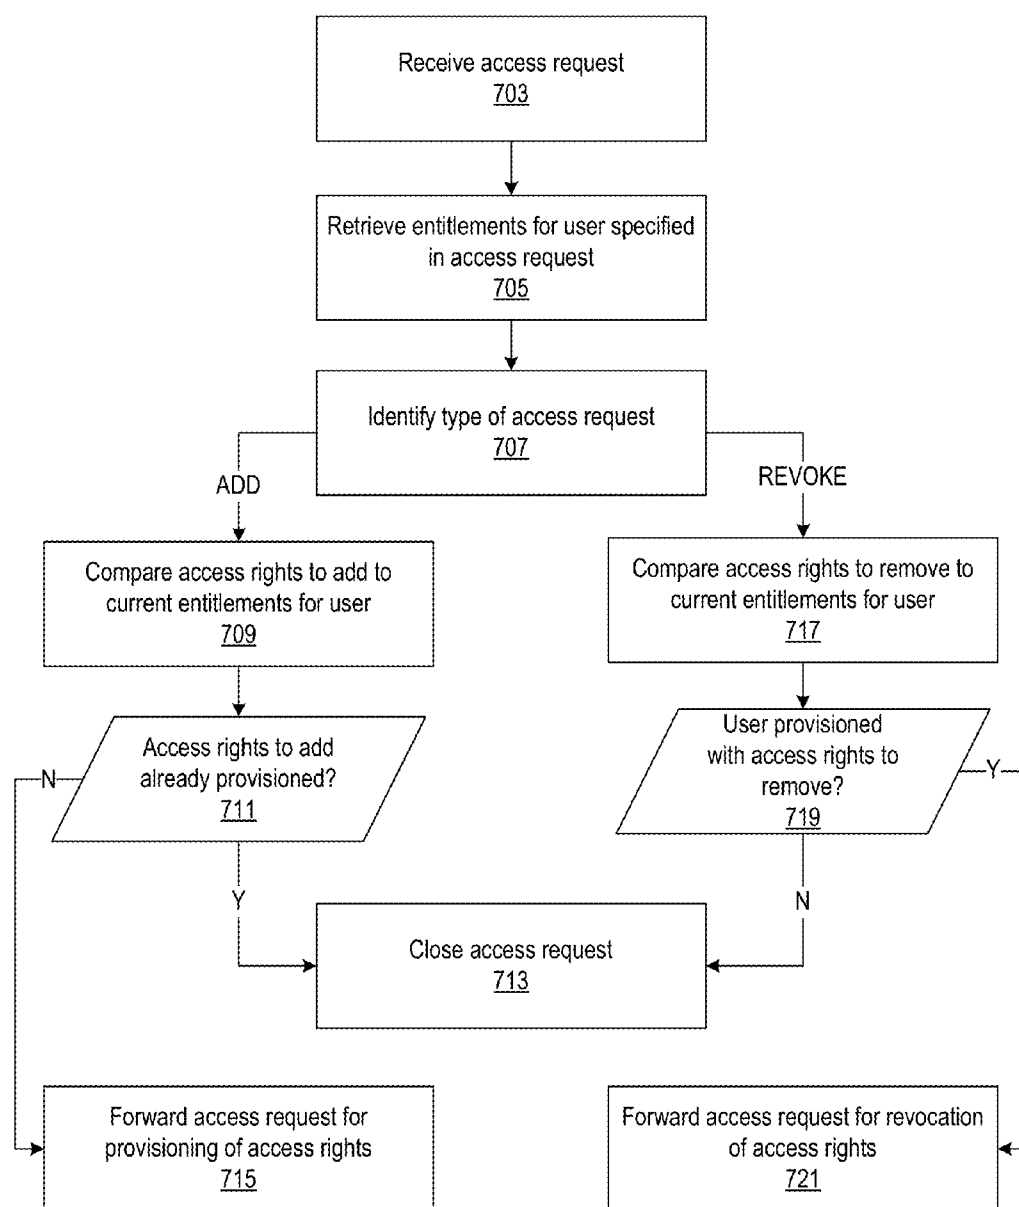 Receive access request
703
Retrieve entitlements for user specified
in access request
705
Identify type of access request
707
ADD
REVOKE
Compare access rights to add to
current entitlements for user
709
Compare access rights to remove to
current entitlements for user
717
Access rights to add
already provisioned?
711
N
User provisioned
with access rights to
remove?
719
Y
Y
N
Close access request
713
Forward access request for
provisioning of access rights
715
Forward access request for revocation
of access rights
721